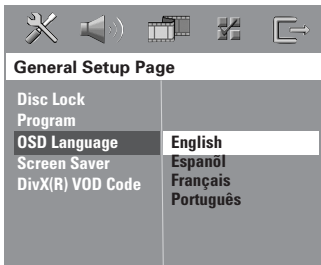 General Setup Page
Disc Lock
Program
OSD Language
Screen Saver
DivX(R) VOD Code
English
Espanõl
Français
Português